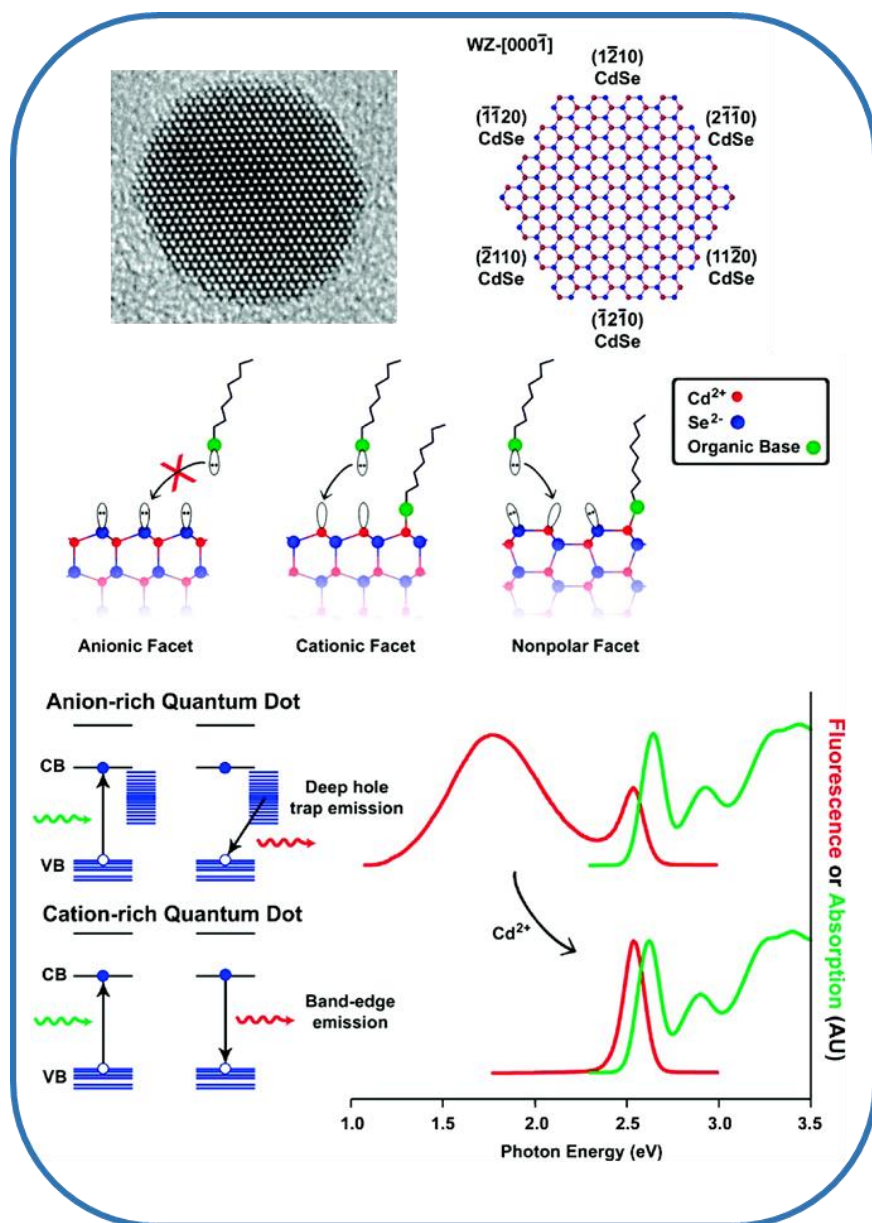 WZ-[0001̄]
(12̄10)
CdSe
(1̄1̄20)
CdSe
(21̄1̄0)
CdSe
(2̄110)
CdSe
(112̄0)
CdSe
(1̄21̄0)
CdSe
Cd²⁺
Se²⁻
Organic Base
Anionic Facet
Cationic Facet
Nonpolar Facet
Anion-rich Quantum Dot
CB
Deep hole
trap emission
VB
Cation-rich Quantum Dot
CB
Band-edge
emission
VB
Cd²⁺
Fluorescence or Absorption (AU)
1.0 1.5 2.0 2.5 3.0 3.5
Photon Energy (eV)